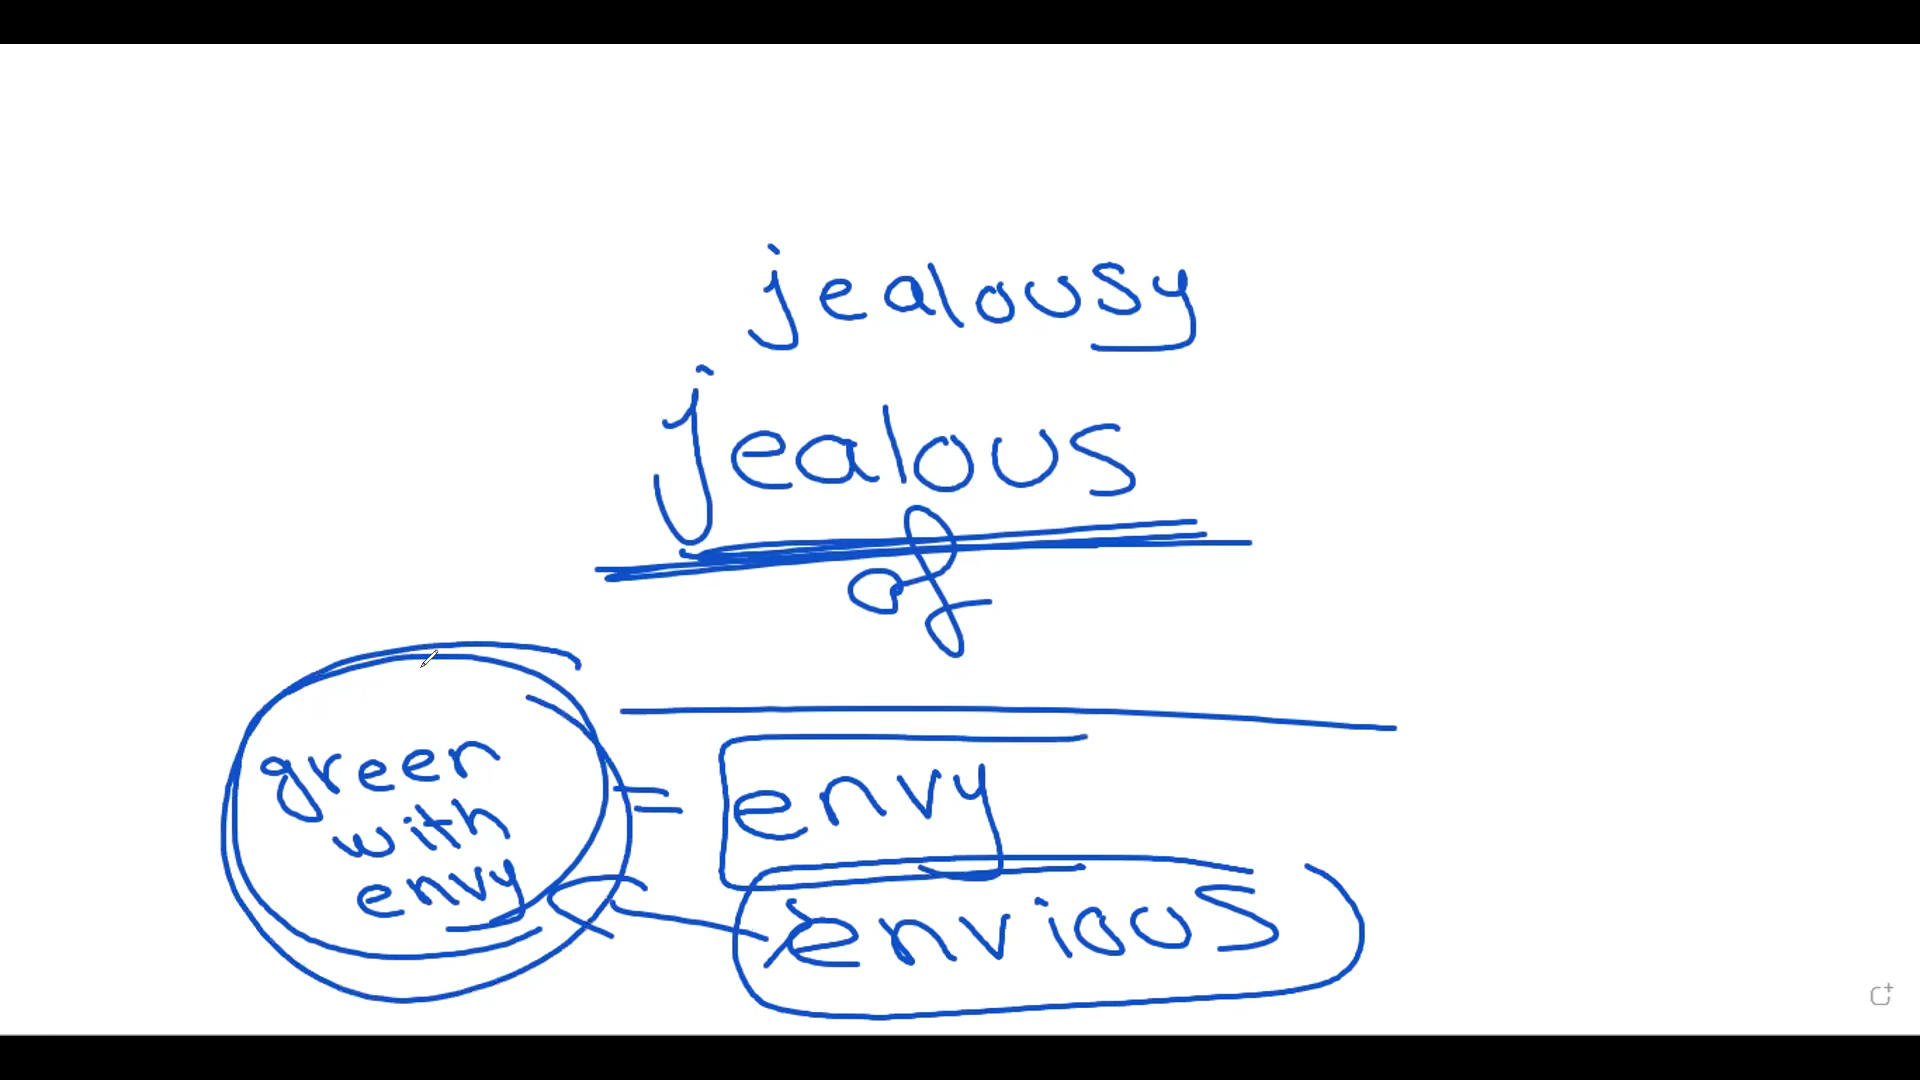 jealousy
jealous
of
green
with
envy
= envy
envious